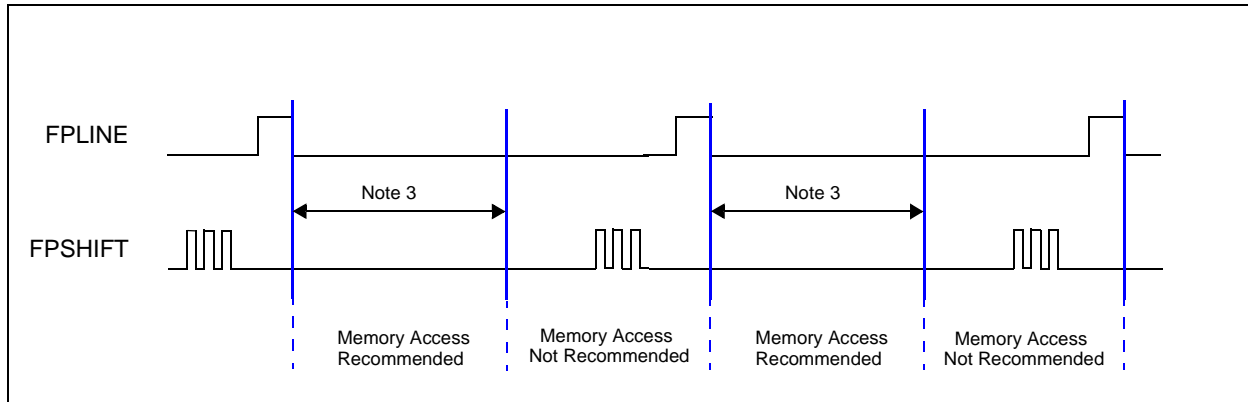 FPLINE
Note 3
Note 3
FPSHIFT
Memory Access
Recommended
Memory Access
Not Recommended
Memory Access
Recommended
Memory Access
Not Recommended